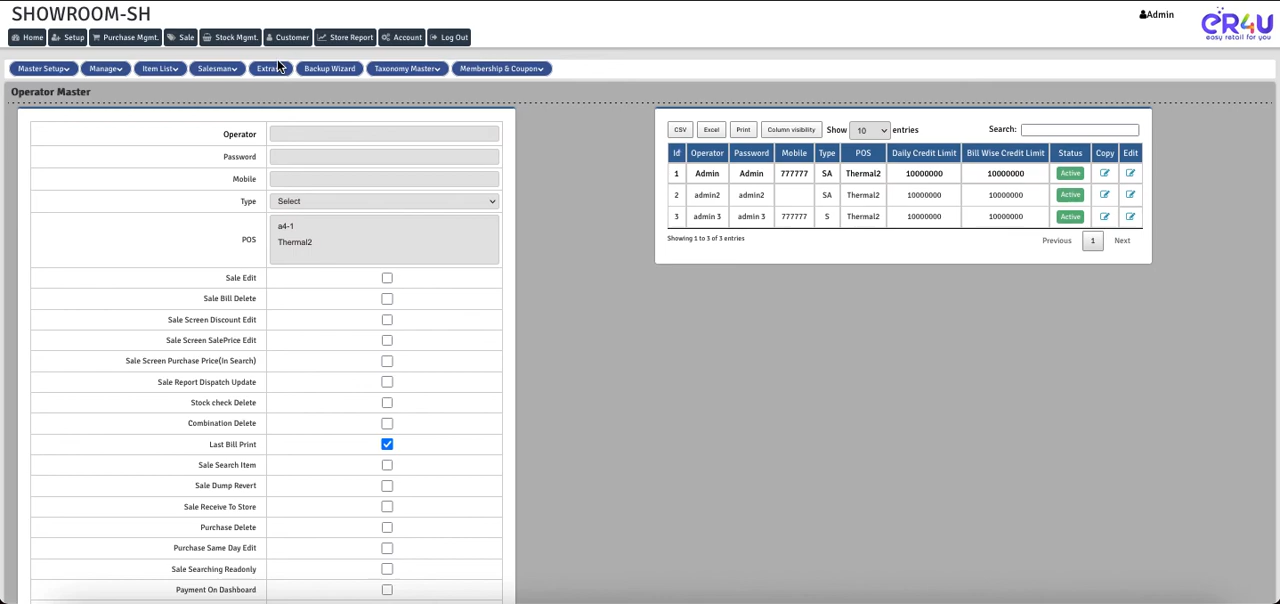 SHOWROOM-SH
Admin
ER4U
easy retail for you
Home Setup Purchase Mgmt. Sale Stock Mgmt. Customer Store Report Account Log Out
Master Setup Manage Item List Salesman Extra Backup Wizard Taxonomy Master Membership & Coupon
Operator Master
Operator
Password
Mobile
Type Select
POS
a4-1
Thermal2
Sale Edit
Sale Bill Delete
Sale Screen Discount Edit
Sale Screen SalePrice Edit
Sale Screen Purchase Price(In Search)
Sale Report Dispatch Update
Stock check Delete
Combination Delete
Last Bill Print
Sale Search Item
Sale Dump Revert
Sale Receive To Store
Purchase Delete
Purchase Same Day Edit
Sale Searching Readonly
Payment On Dashboard
CSV Excel Print Column visibility Show 10 entries Search:
Id Operator Password Mobile Type POS Daily Credit Limit Bill Wise Credit Limit Status Copy Edit
1 Admin Admin 777777 SA Thermal2 10000000 10000000 Active
2 admin2 admin2 SA Thermal2 10000000 10000000 Active
3 admin 3 admin 3 777777 S Thermal2 10000000 10000000 Active
Showing 1 to 3 of 3 entries
Previous 1 Next